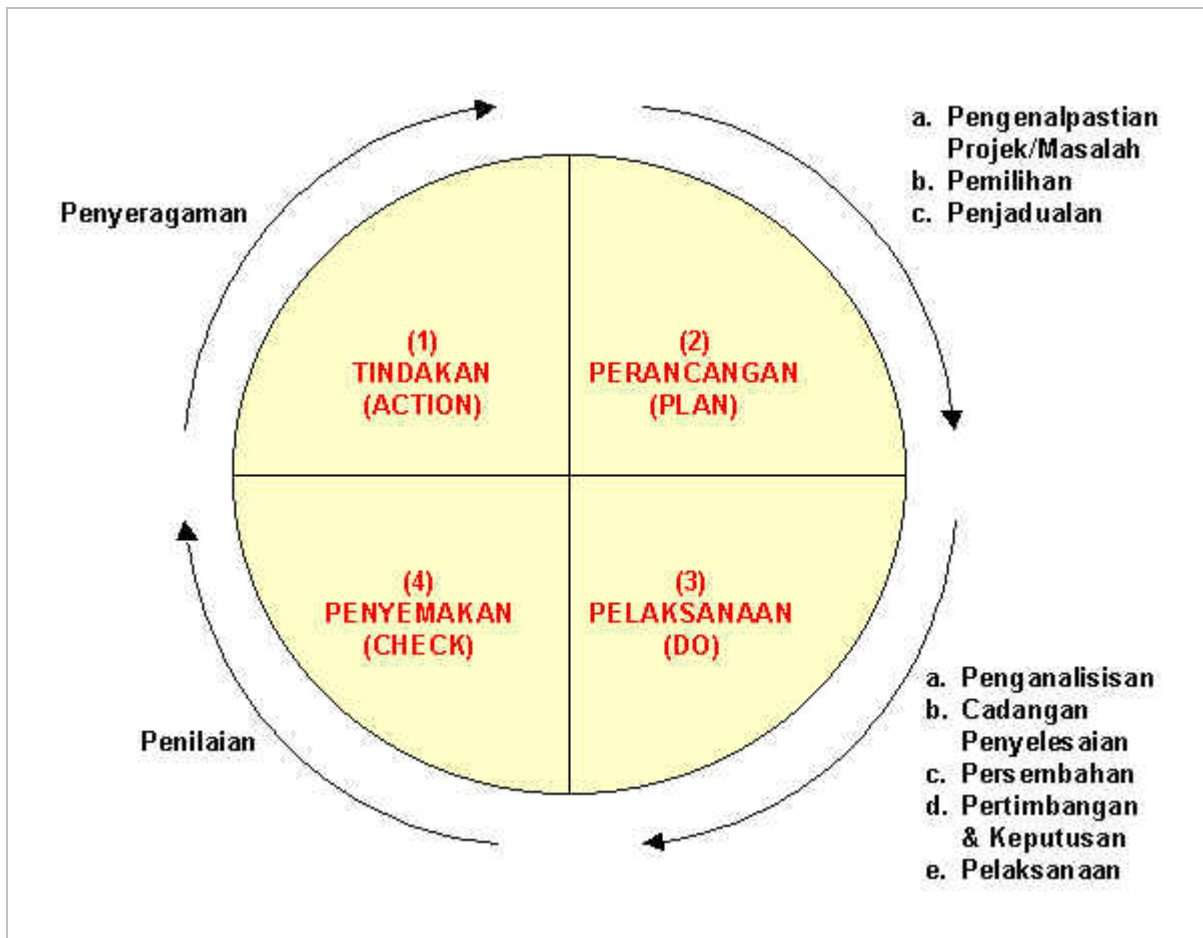 a. Pengenalpastian
Projek/Masalah
b. Pemilihan
c. Penjadualan
Penyeragaman
(1)
TINDAKAN
(ACTION)
(2)
PERANCANGAN
(PLAN)
(4)
PENYEMAKAN
(CHECK)
(3)
PELAKSANAAN
(DO)
Penilaian
a. Penganalisisan
b. Cadangan
Penyelesaian
c. Persembahan
d. Pertimbangan
& Keputusan
e. Pelaksanaan